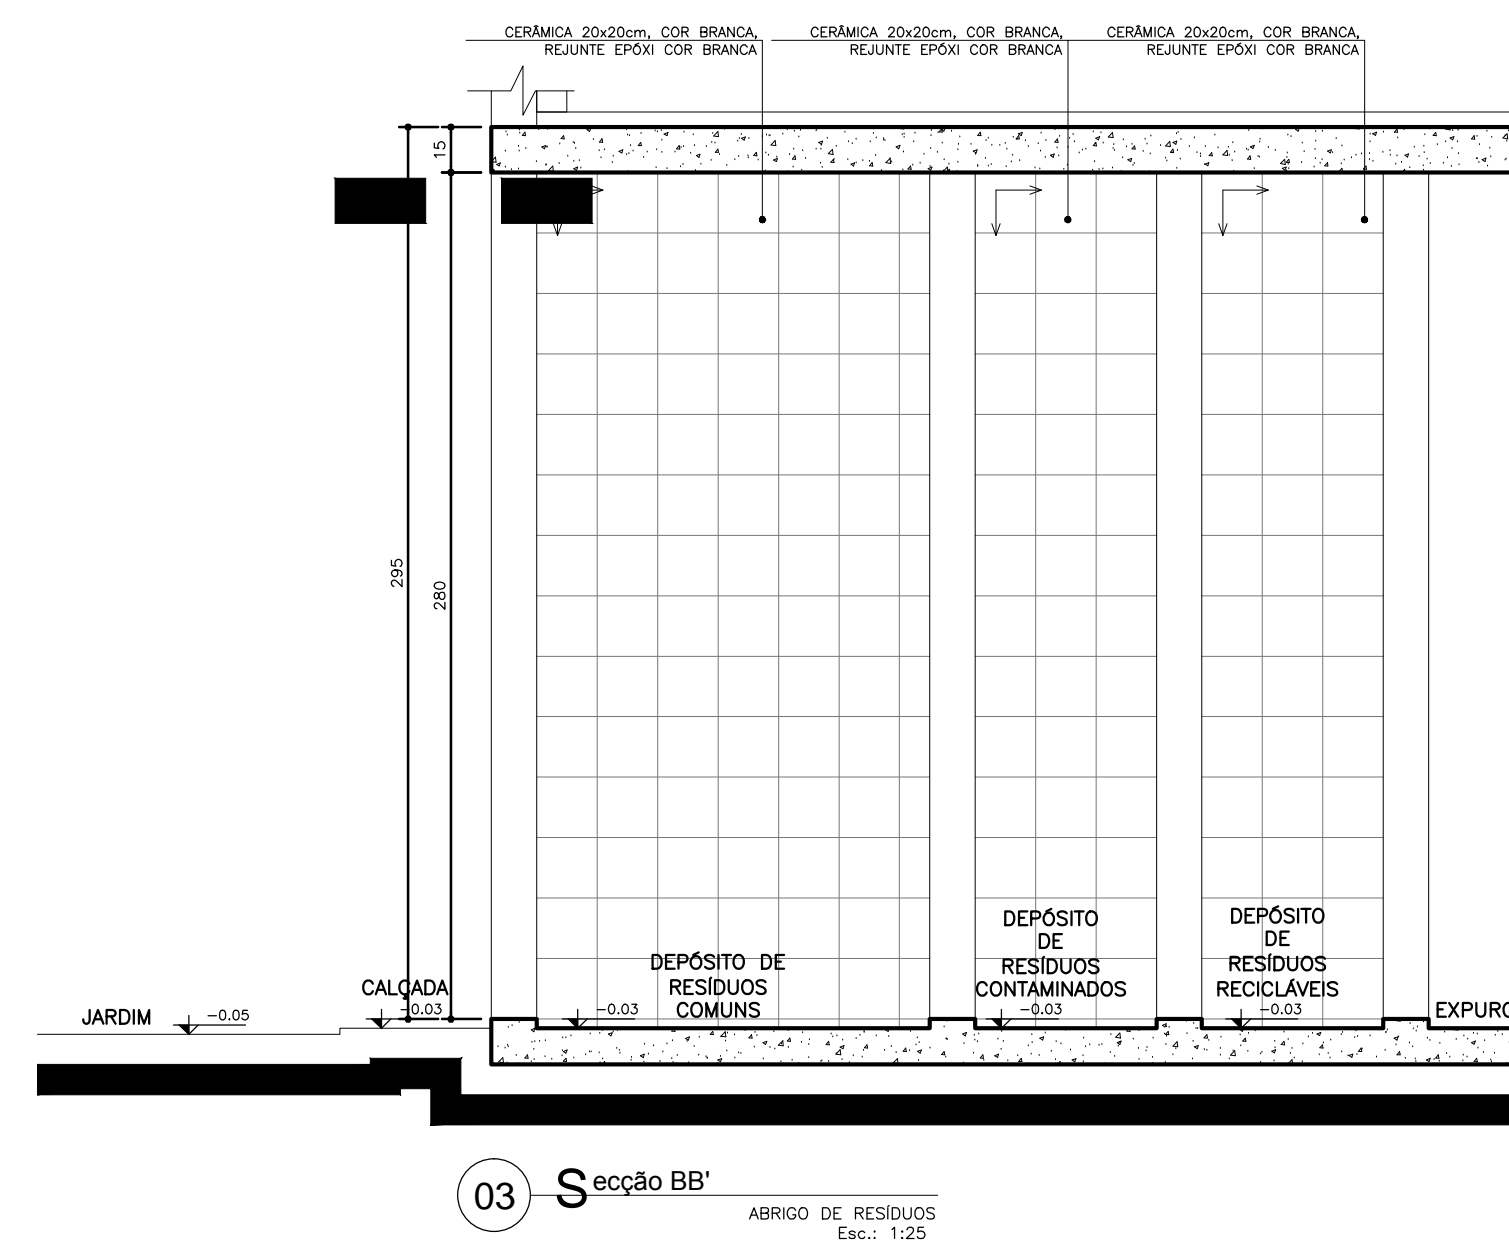 CERÂMICA 20x20cm, COR BRANCA,
REJUNTE EPÓXI COR BRANCA
CERÂMICA 20x20cm, COR BRANCA,
REJUNTE EPÓXI COR BRANCA
CERÂMICA 20x20cm, COR BRANCA,
REJUNTE EPÓXI COR BRANCA
15
295
280
JARDIM
-0.05
CALÇADA
-0.03
DEPÓSITO DE
RESÍDUOS
COMUNS
-0.03
DEPÓSITO
DE
RESÍDUOS
CONTAMINADOS
-0.03
DEPÓSITO
DE
RESÍDUOS
RECICLÁVEIS
-0.03
03
Secção BB'
ABRIGO DE RESÍDUOS
Esc.: 1:25